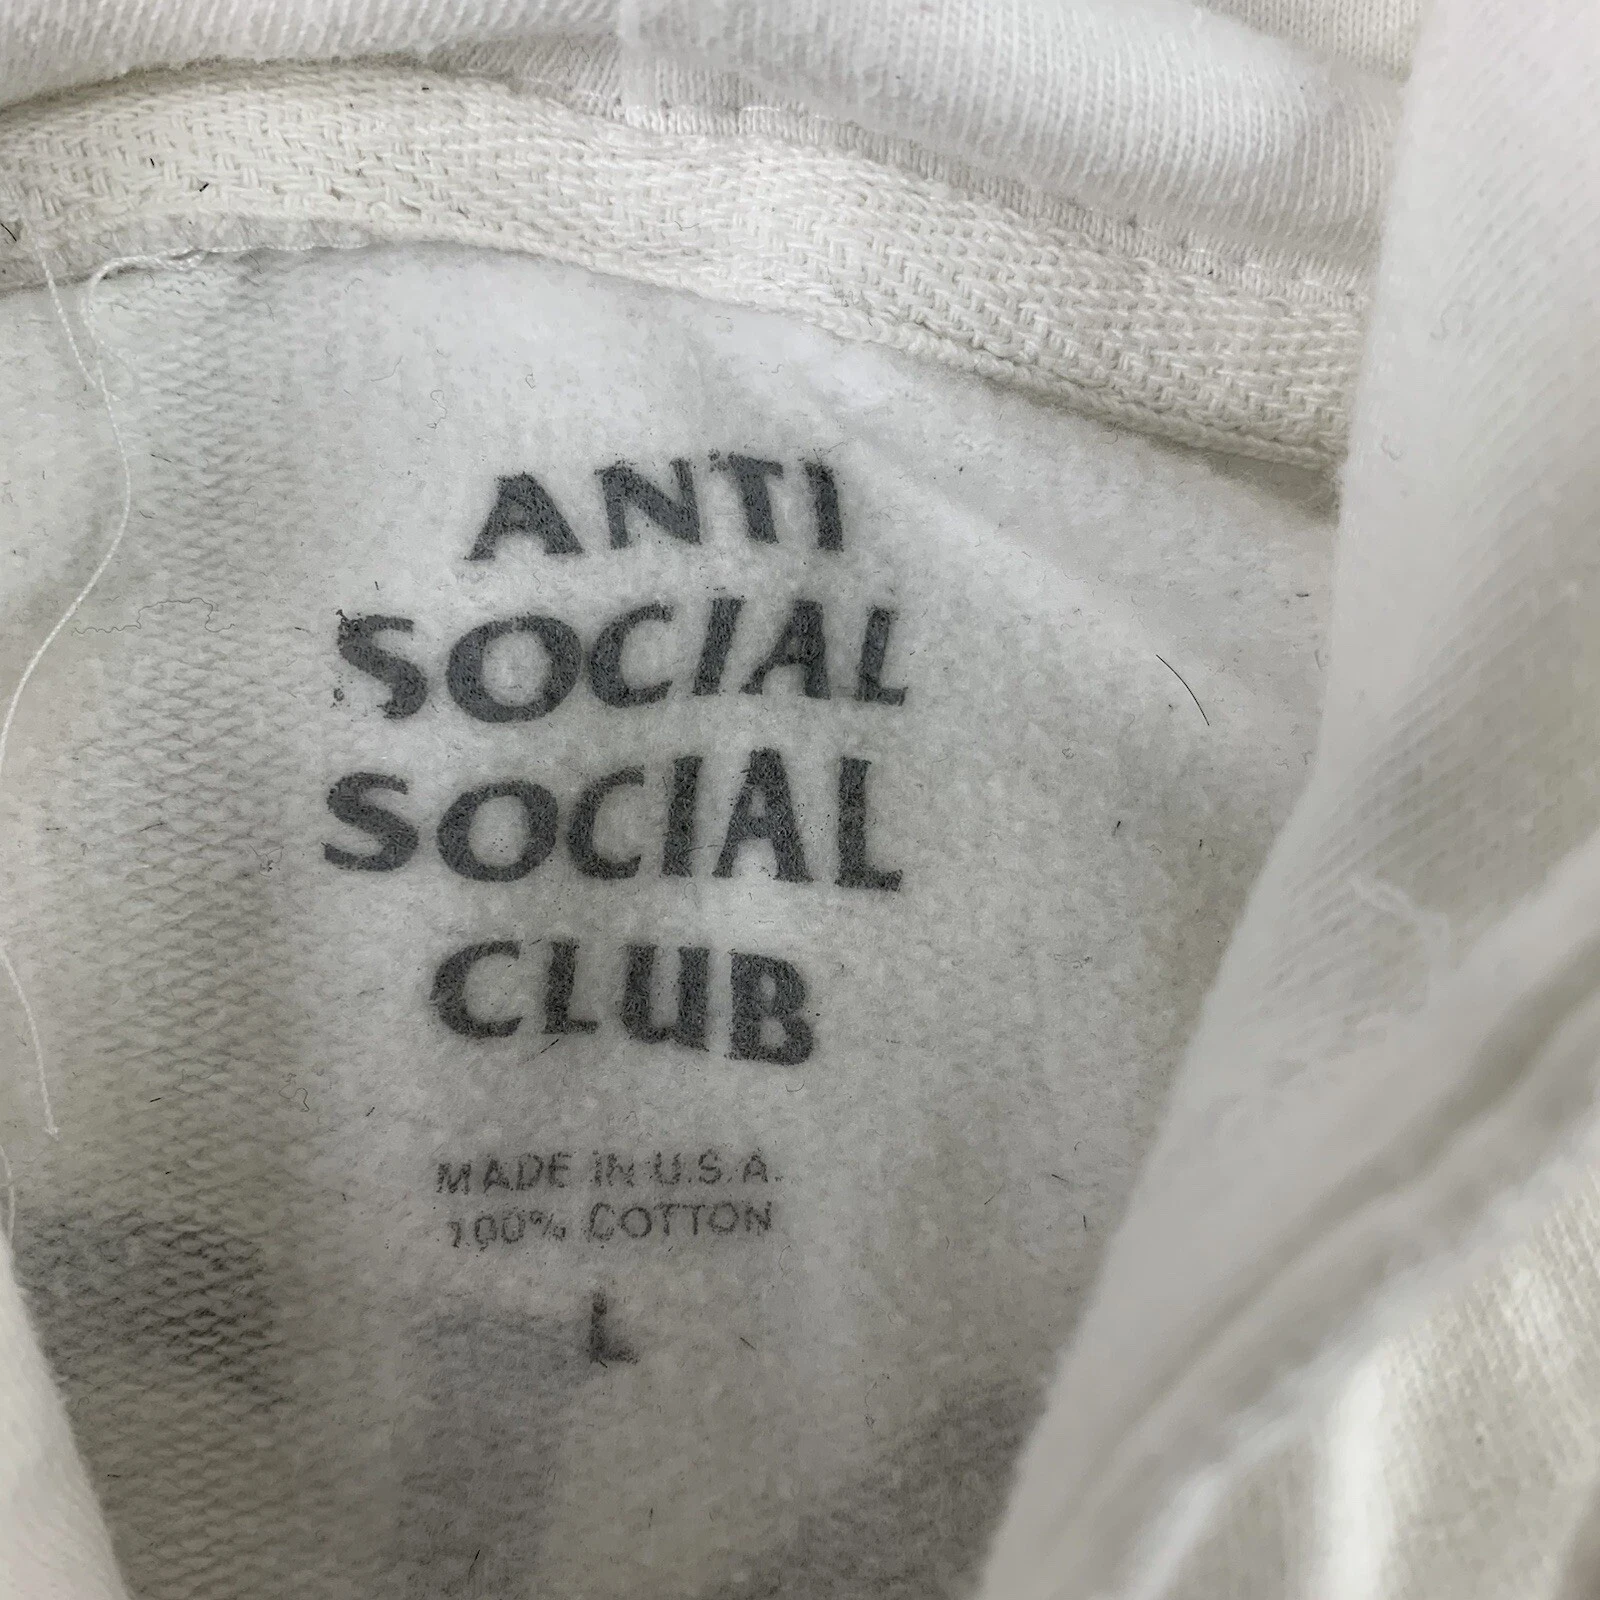 ANTI
SOCIAL
SOCIAL
CLUB
MADE IN U.S.A.
100% COTTON
L